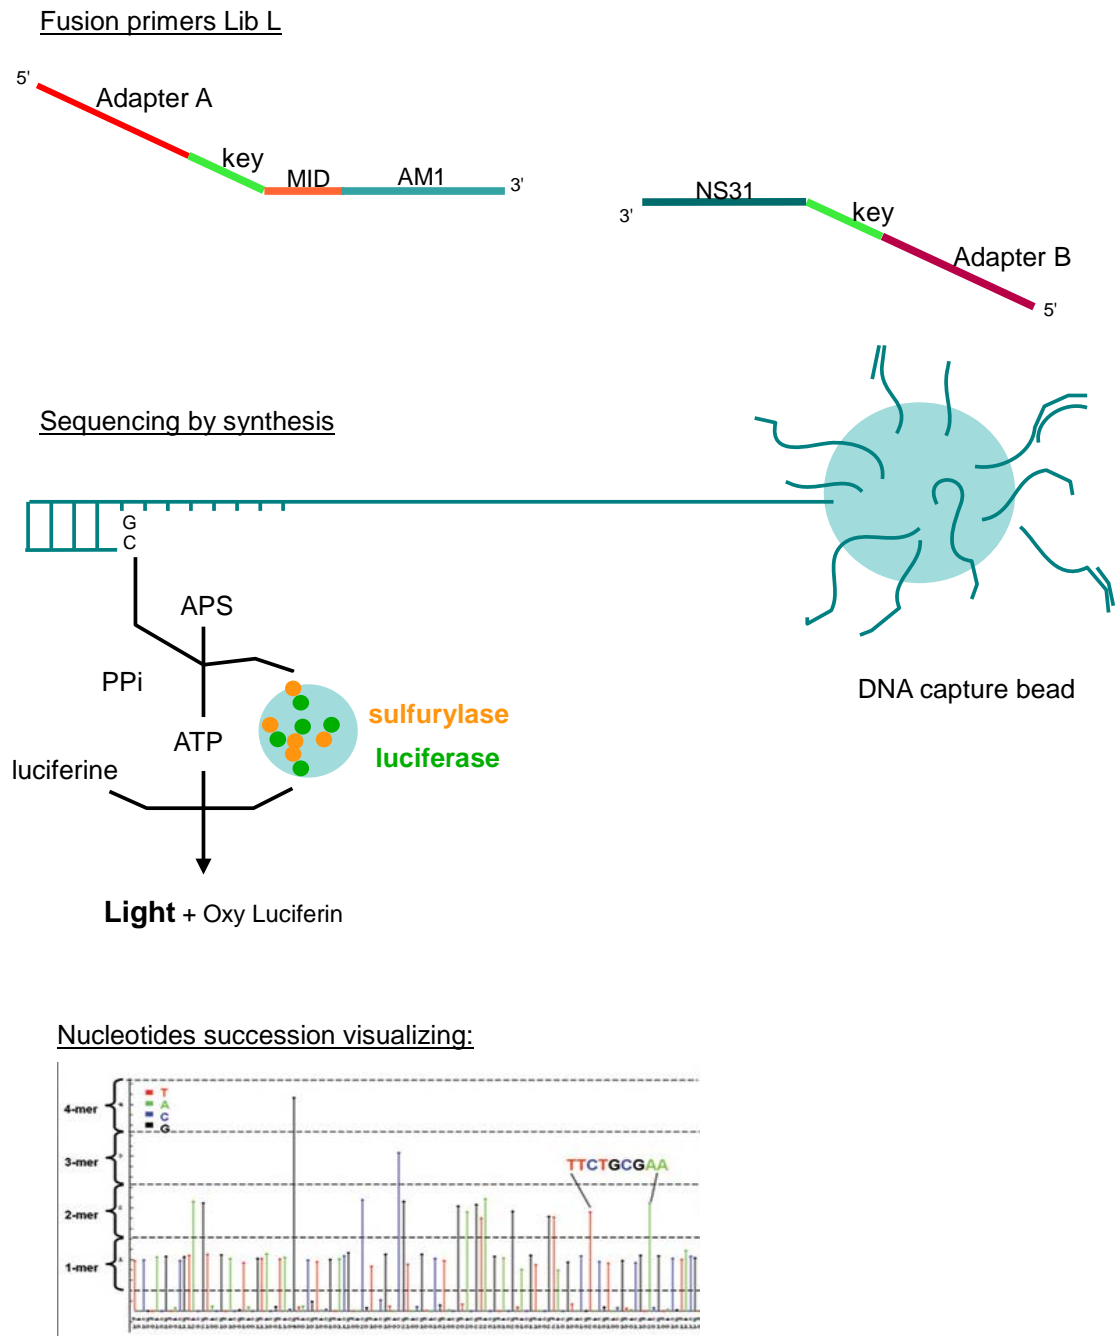 Fusion primers Lib L
5'
Adapter A
key
MID
AM1
3'
NS31
3'
key
Adapter B
5'
Sequencing by synthesis
G
C
APS
PPi
ATP
luciferine
sulfurylase
luciferase
DNA capture bead
Light + Oxy Luciferin
Nucleotides succession visualizing:
T
A
C
G
4-mer
3-mer
TTCTGCGAA
2-mer
1-mer